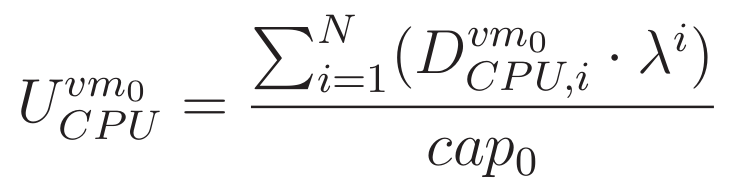 $U_{CPU}^{vm_0} = \frac{\sum_{i=1}^{N}(D_{CPU,i}^{vm_0} \cdot \lambda^i)}{cap_0}$